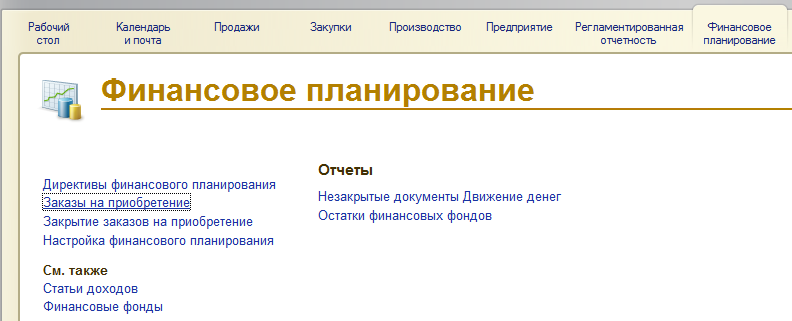 Рабочий
стол
Календарь
и почта
Продажи
Закупки
Производство
Предприятие
Регламентированная
отчетность
Финансовое
планирование
Финансовое планирование
Директивы финансового планирования
Заказы на приобретение
Закрытие заказов на приобретение
Настройка финансового планирования
См. также
Статьи доходов
Финансовые фонды
Отчеты
Незакрытые документы Движение денег
Остатки финансовых фондов